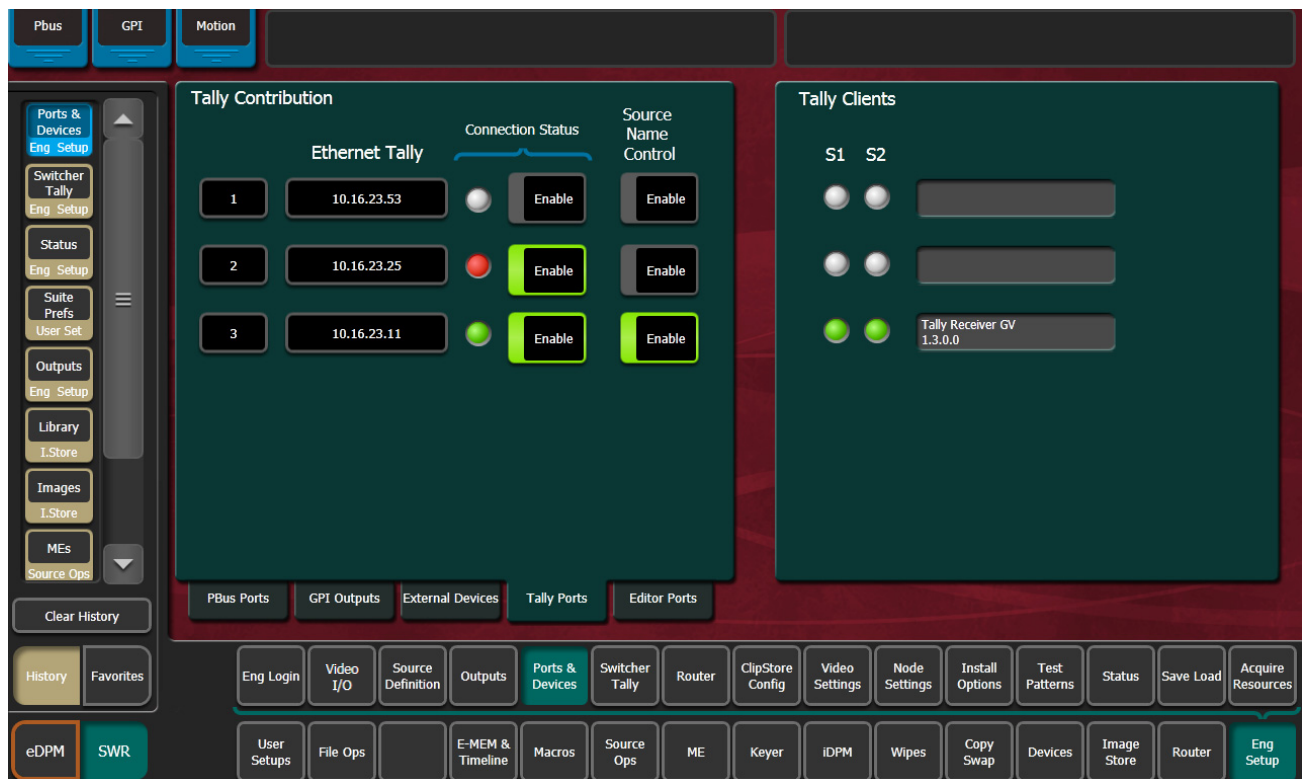 Pbus
GPI
Motion
Ports &
Devices
Eng Setup
Switcher
Tally
Eng Setup
Status
Eng Setup
Suite
Prefs
User Set
Outputs
Eng Setup
Library
I.Store
Images
I.Store
MEs
Source Ops
Clear History
History
Favorites
eDPM
SWR
Tally Contribution
Ethernet Tally
Connection Status
Source
Name
Control
1
10.16.23.53
Enable
Enable
2
10.16.23.25
Enable
Enable
3
10.16.23.11
Enable
Enable
Tally Clients
S1 S2
Tally Receiver GV
1.3.0.0
PBus Ports
GPI Outputs
External Devices
Tally Ports
Editor Ports
Eng Login
Video
I/O
Source
Definition
Outputs
Ports &
Devices
Switcher
Tally
Router
ClipStore
Config
Video
Settings
Node
Settings
Install
Options
Test
Patterns
Status
Save Load
Acquire
Resources
User
Setups
File Ops
E-MEM &
Timeline
Macros
Source
Ops
ME
Keyer
iDPM
Wipes
Copy
Swap
Devices
Image
Store
Router
Eng
Setup